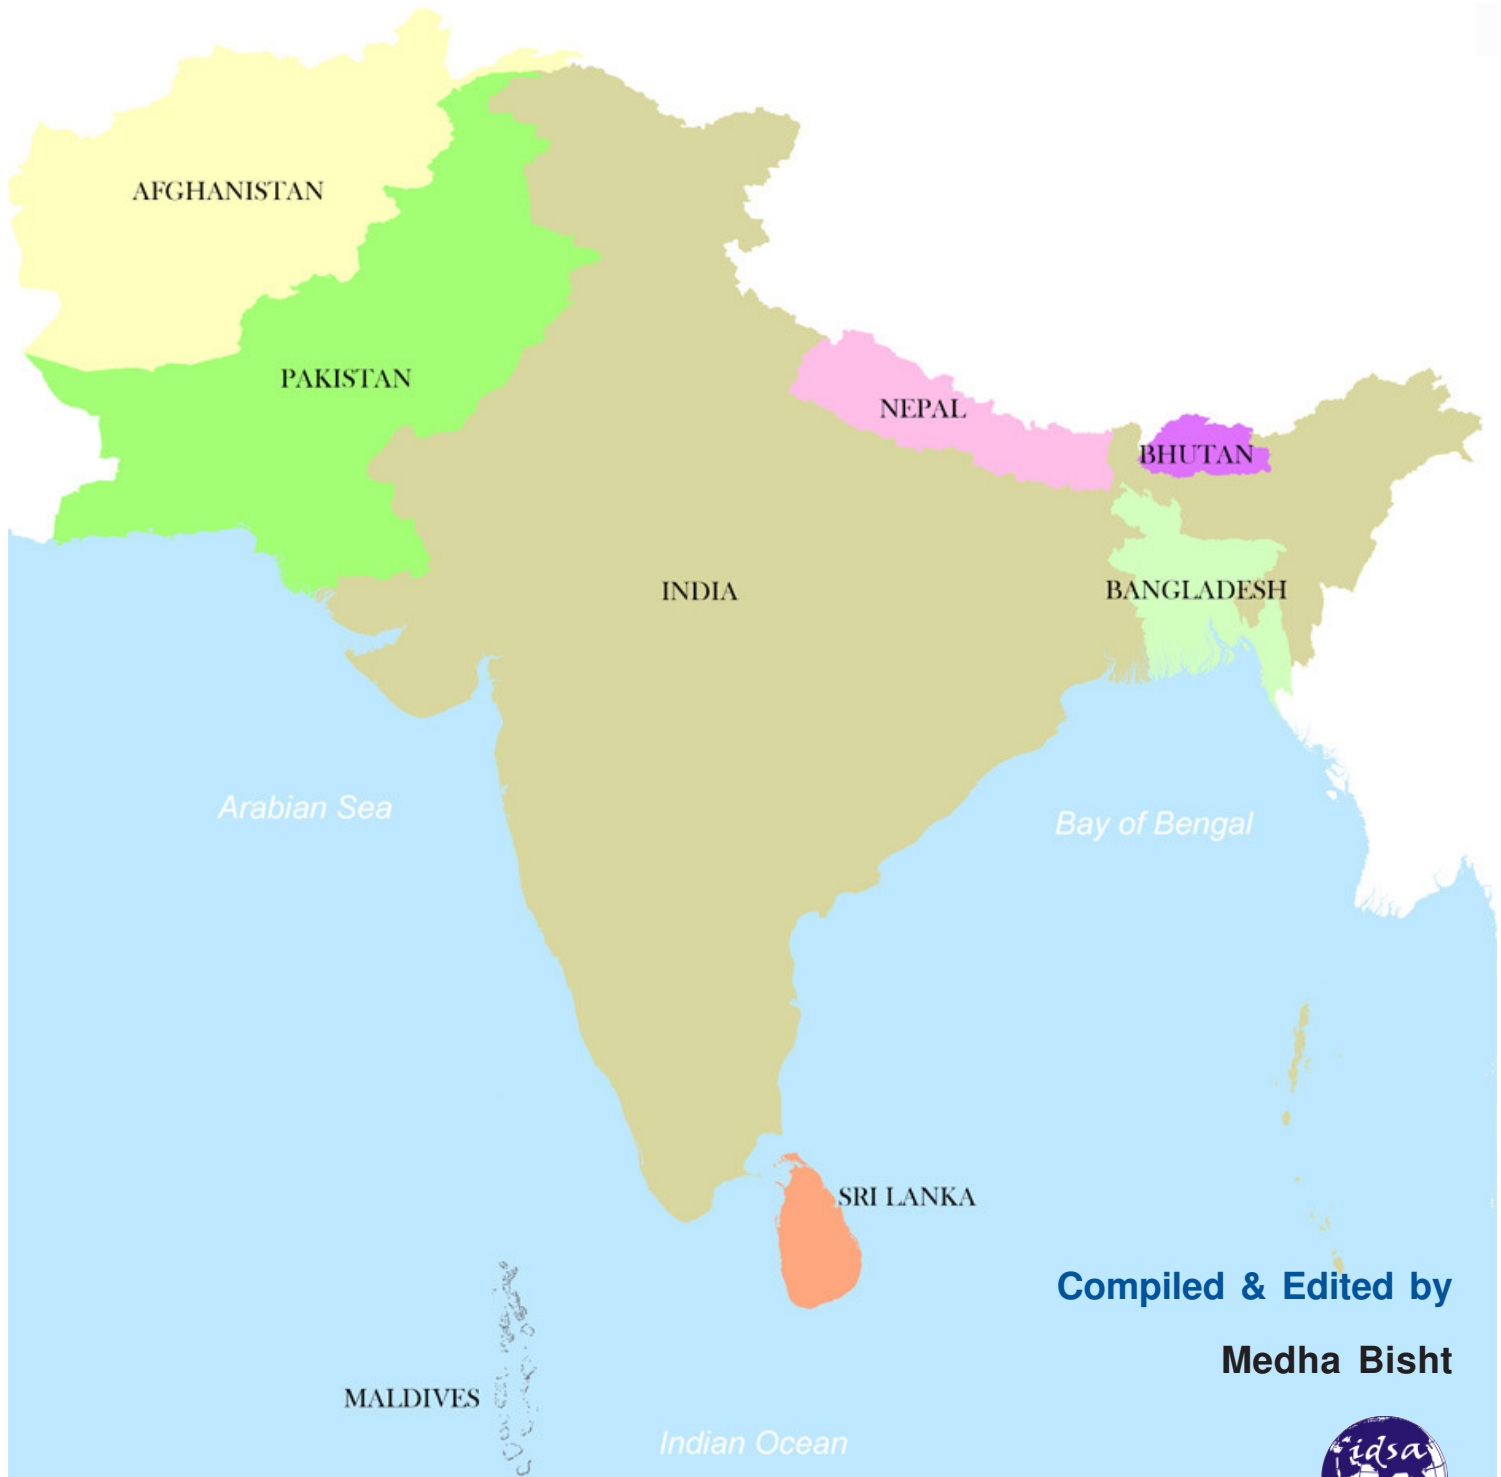 AFGHANISTAN
PAKISTAN
NEPAL
BHUTAN
INDIA
BANGLADESH
Arabian Sea
Bay of Bengal
SRI LANKA
Compiled & Edited by
Medha Bisht
MALDIVES
Indian Ocean
idsa